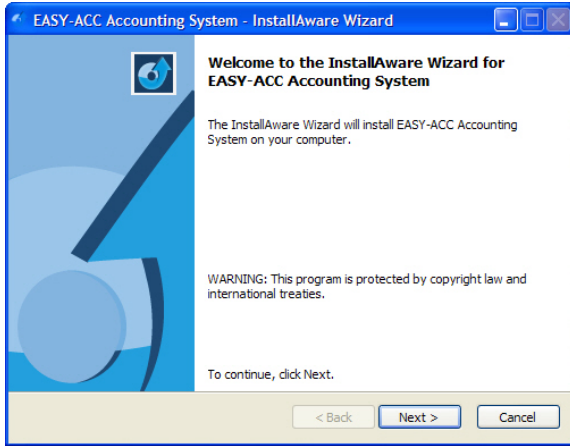 EASY-ACC Accounting System - InstallAware Wizard
Welcome to the InstallAware Wizard for
EASY-ACC Accounting System
The InstallAware Wizard will install EASY-ACC Accounting
System on your computer.
WARNING: This program is protected by copyright law and
international treaties.
To continue, click Next.
< Back
Next >
Cancel